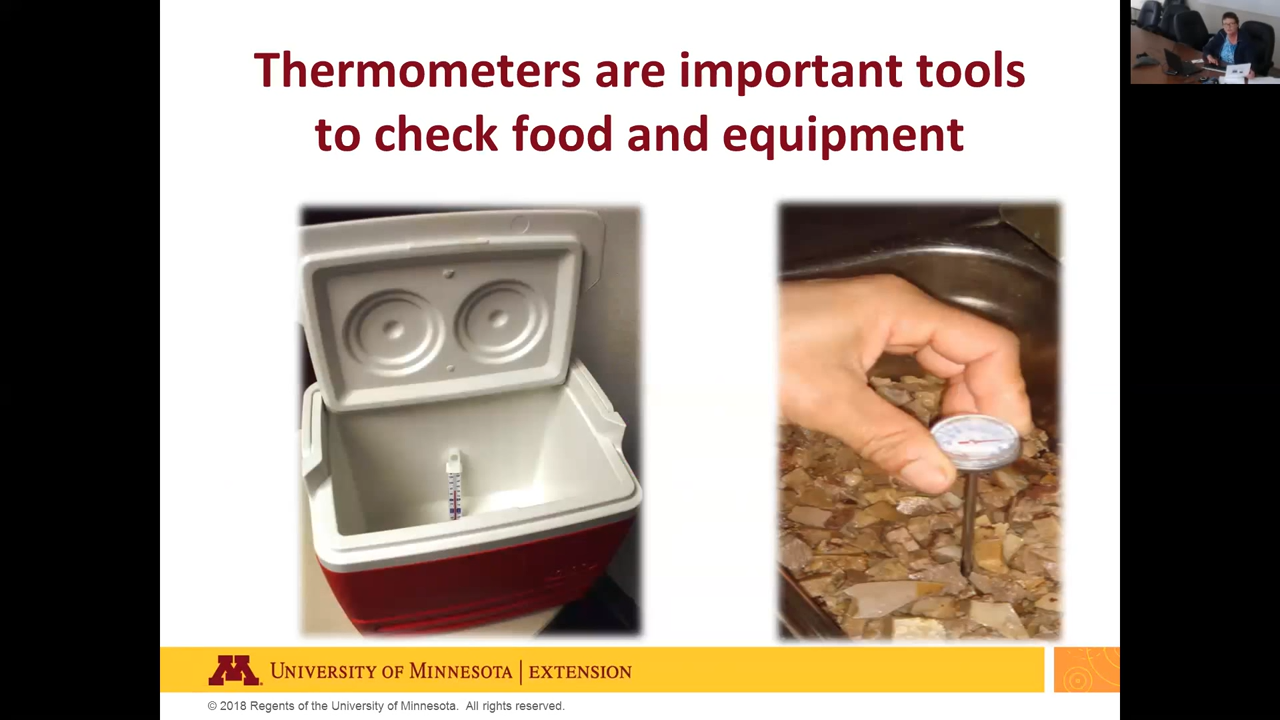 Thermometers are important tools
to check food and equipment
M
UNIVERSITY OF MINNESOTA | EXTENSION
© 2018 Regents of the University of Minnesota. All rights reserved.